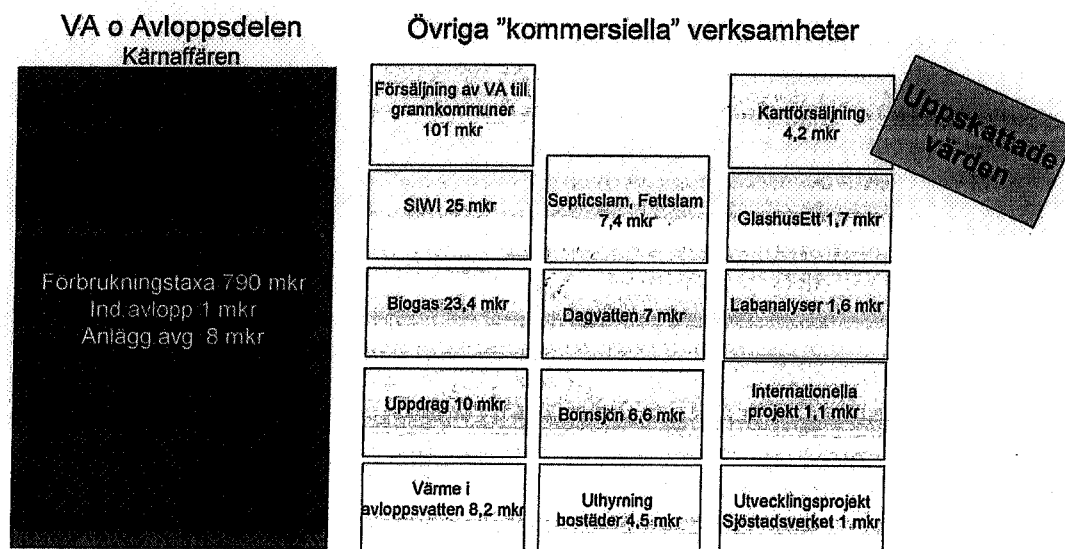 VA o Avloppsdelen
Kärnaffären
Förbrukningstaxa 790 mkr
Ind.avlopp 1 mkr
Anlägg.avg 8 mkr
Övriga "kommersiella" verksamheter
Försäljning av VA till
grannkommuner
101 mkr
SIWI 25 mkr
Biogas 23,4 mkr
Uppdrag 10 mkr
Värme i
avloppsvatten 8,2 mkr
Septicslam, Fettslam
7,4 mkr
Dagvatten 7 mkr
Bornsjön 6,6 mkr
Uthyrning
bostäder 4,5 mkr
Kartförsäljning
4,2 mkr
GlashusEtt 1,7 mkr
Labanalyser 1,6 mkr
Internationella
projekt 1,1 mkr
Utvecklingsprojekt
Sjöstadsverket 1 mkr
Uppskattade
värden